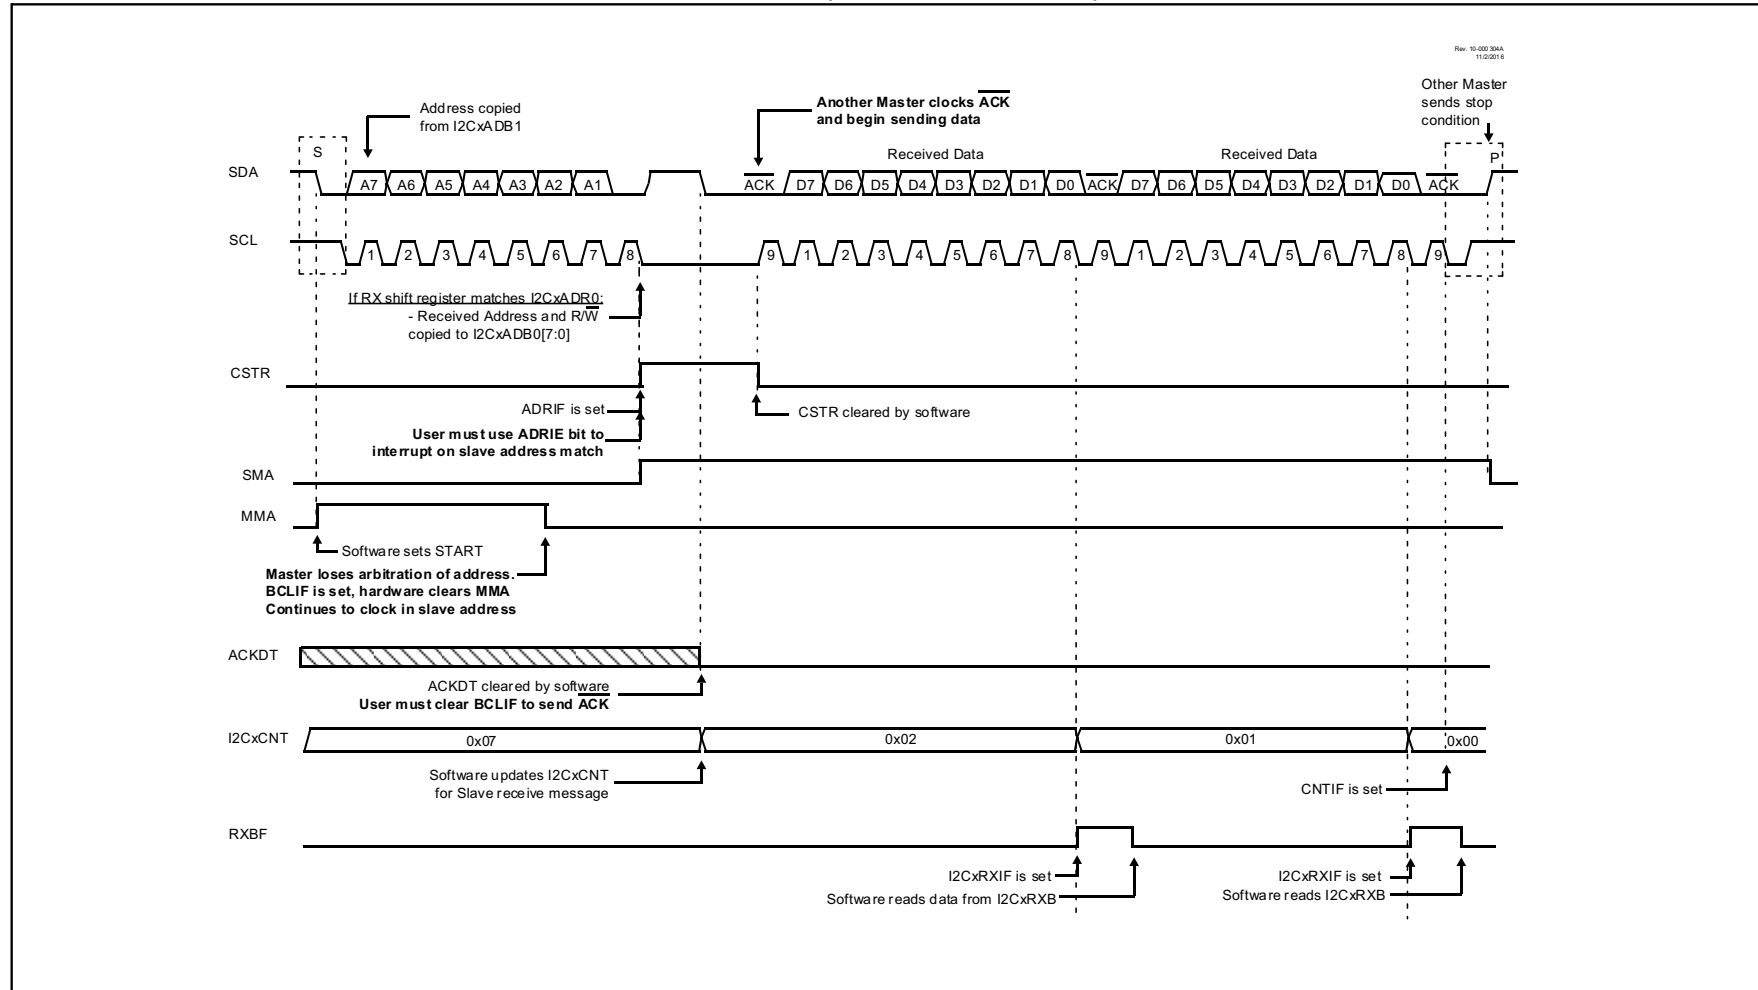 Rev. 10-000 304A
11/2/2016
Other Master
sends stop
condition
Address copied
from I2CxADB1
Another Master clocks ACK
and begin sending data
S
Received Data
Received Data
P
SDA
A7 A6 A5 A4 A3 A2 A1 ACK D7 D6 D5 D4 D3 D2 D1 D0 ACK D7 D6 D5 D4 D3 D2 D1 D0 ACK
SCL
1 2 3 4 5 6 7 8 9 1 2 3 4 5 6 7 8 9 1 2 3 4 5 6 7 8 9
If RX shift register matches I2CxADR0:
- Received Address and R/W
copied to I2CxADB0[7:0]
CSTR
ADRIF is set
CSTR cleared by software
User must use ADRIE bit to
interrupt on slave address match
SMA
MMA
Software sets START
Master loses arbitration of address.
BCLIF is set, hardware clears MMA
Continues to clock in slave address
ACKDT
ACKDT cleared by software
User must clear BCLIF to send ACK
I2CxCNT
0x07 0x02 0x01 0x00
Software updates I2CxCNT
for Slave receive message
CNTIF is set
RXBF
I2CxRXIF is set
Software reads data from I2CxRXB
I2CxRXIF is set
Software reads I2CxRXB